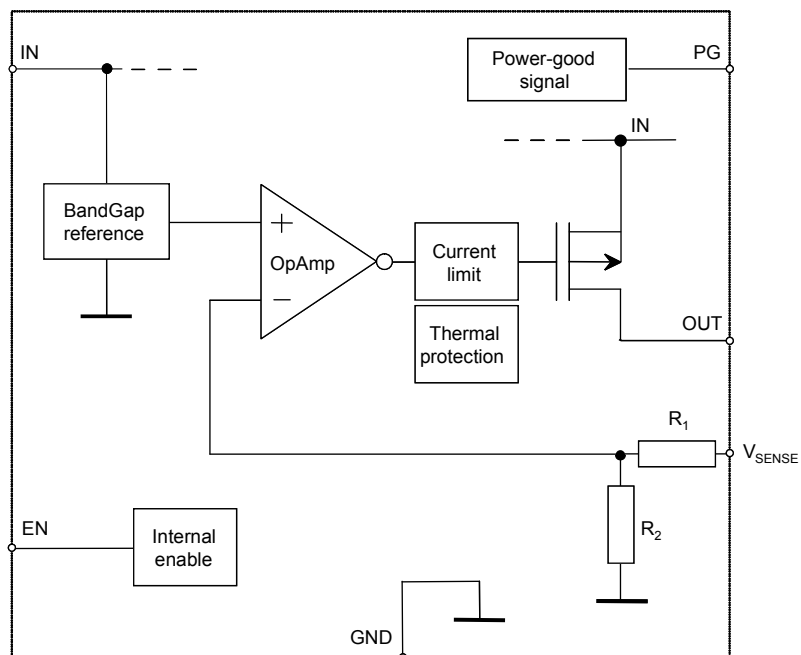 IN
Power-good
signal
PG
IN
BandGap
reference
+
OpAmp
−
Current
limit
Thermal
protection
OUT
R₁
VSENSE
EN
Internal
enable
R₂
GND